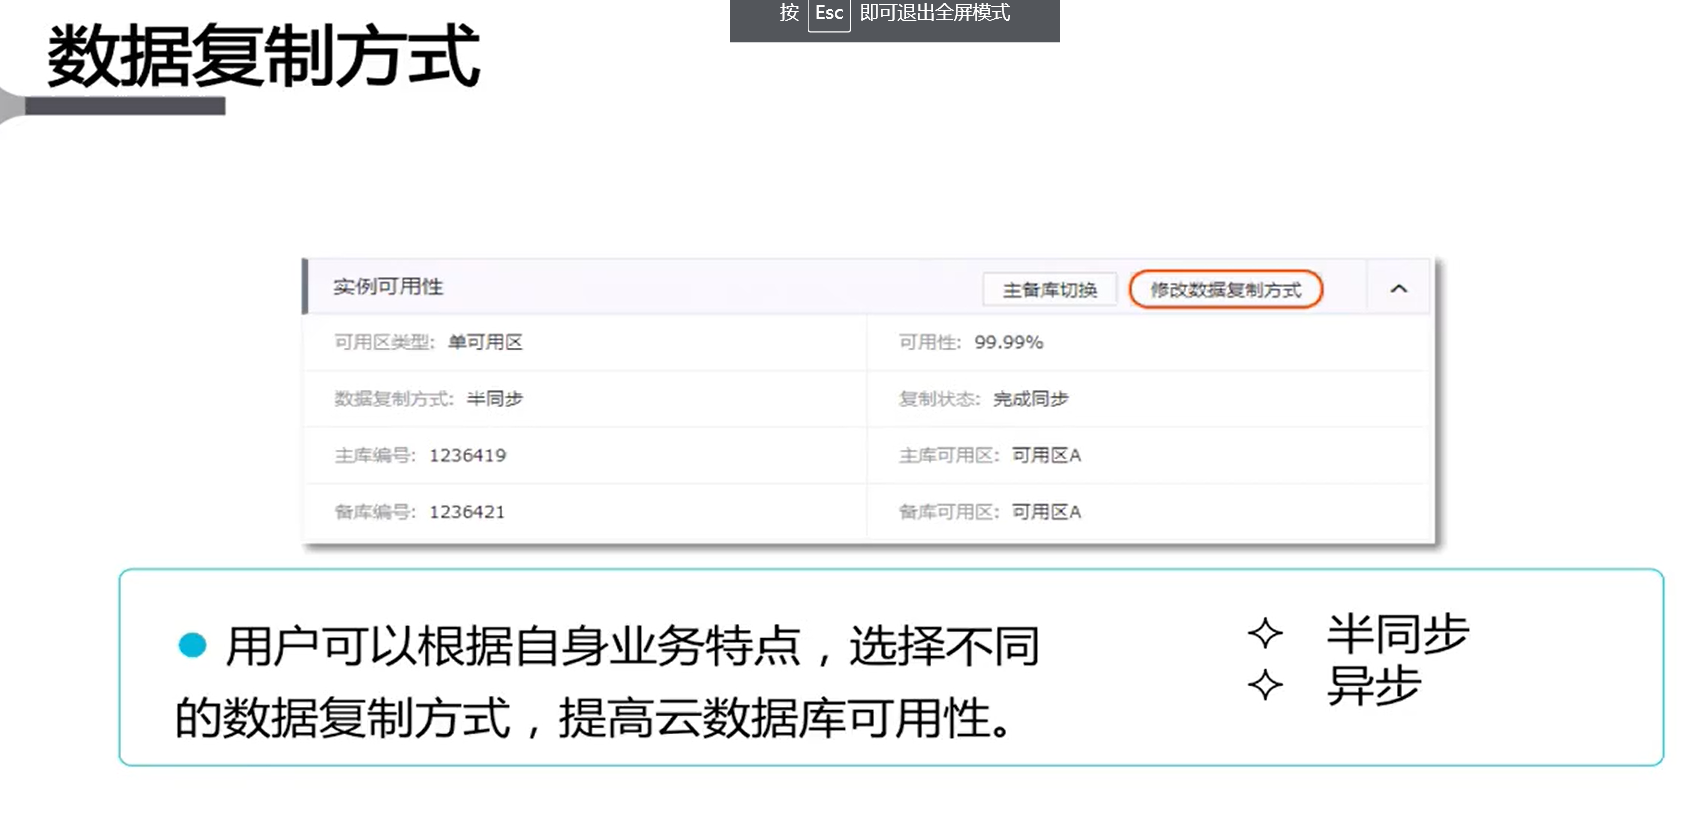 按 Esc 即可退出全屏模式
数据复制方式
实例可用性 主备库切换 修改数据复制方式
可用区类型: 单可用区 可用性: 99.99%
数据复制方式: 半同步 复制状态: 完成同步
主库编号: 1236419 主库可用区: 可用区A
备库编号: 1236421 备库可用区: 可用区A
用户可以根据自身业务特点，选择不同
的数据复制方式，提高云数据库可用性。
半同步
异步